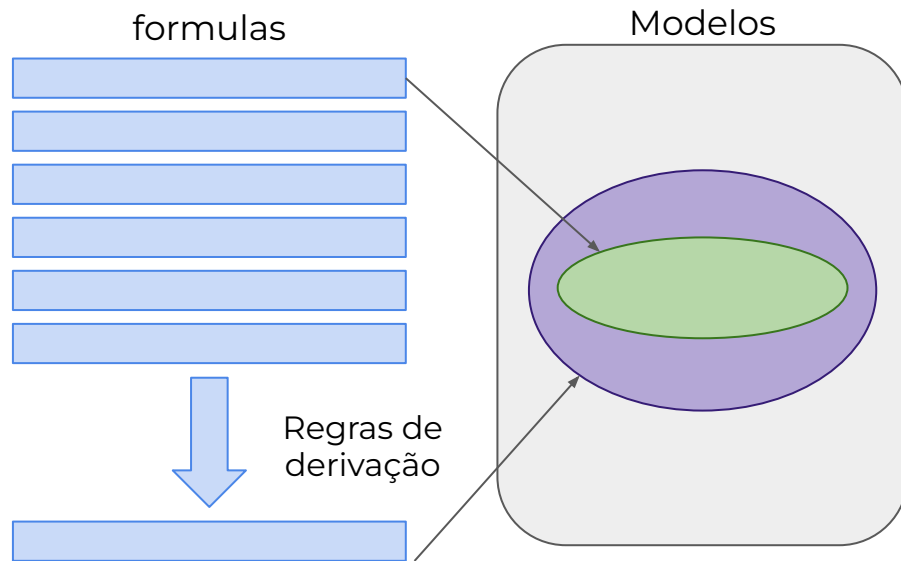 formulas
Modelos
Regras de
derivação